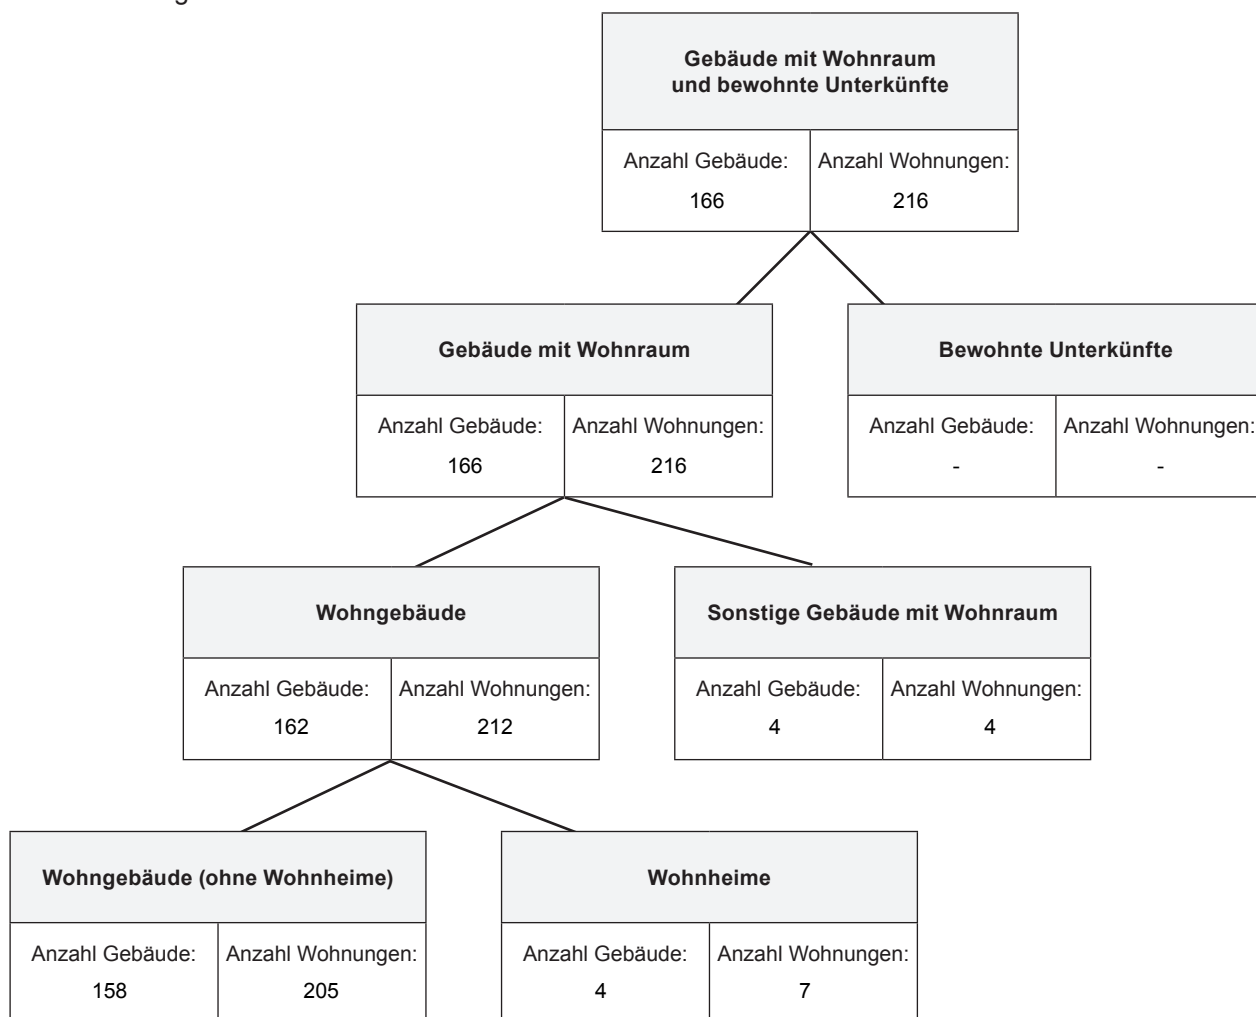 Gebäude mit Wohnraum
und bewohnte Unterkünfte
Anzahl Gebäude: Anzahl Wohnungen:
166 216
Gebäude mit Wohnraum
Anzahl Gebäude: Anzahl Wohnungen:
166 216
Bewohnte Unterkünfte
Anzahl Gebäude: Anzahl Wohnungen:
- -
Wohngebäude
Anzahl Gebäude: Anzahl Wohnungen:
162 212
Sonstige Gebäude mit Wohnraum
Anzahl Gebäude: Anzahl Wohnungen:
4 4
Wohngebäude (ohne Wohnheime)
Anzahl Gebäude: Anzahl Wohnungen:
158 205
Wohnheime
Anzahl Gebäude: Anzahl Wohnungen:
4 7